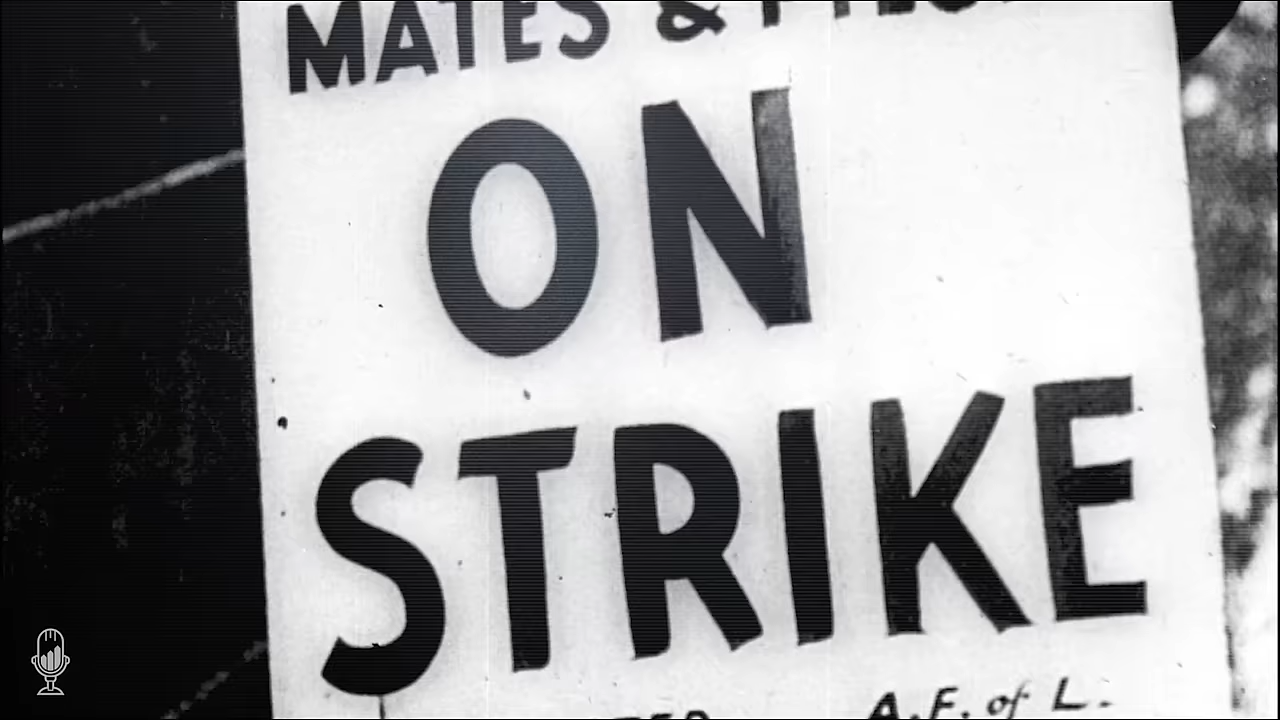 MATES &
ON
STRIKE
A.F. of L.